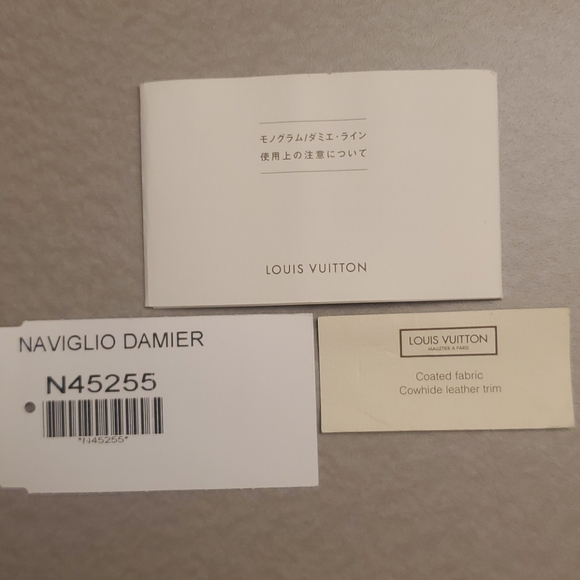 モノグラム/ダミエ・ライン
使用上の注意について
LOUIS VUITTON
NAVIGLIO DAMIER
N45255
*N45255*
LOUIS VUITTON
MALLETIER A PARIS
Coated fabric
Cowhide leather trim